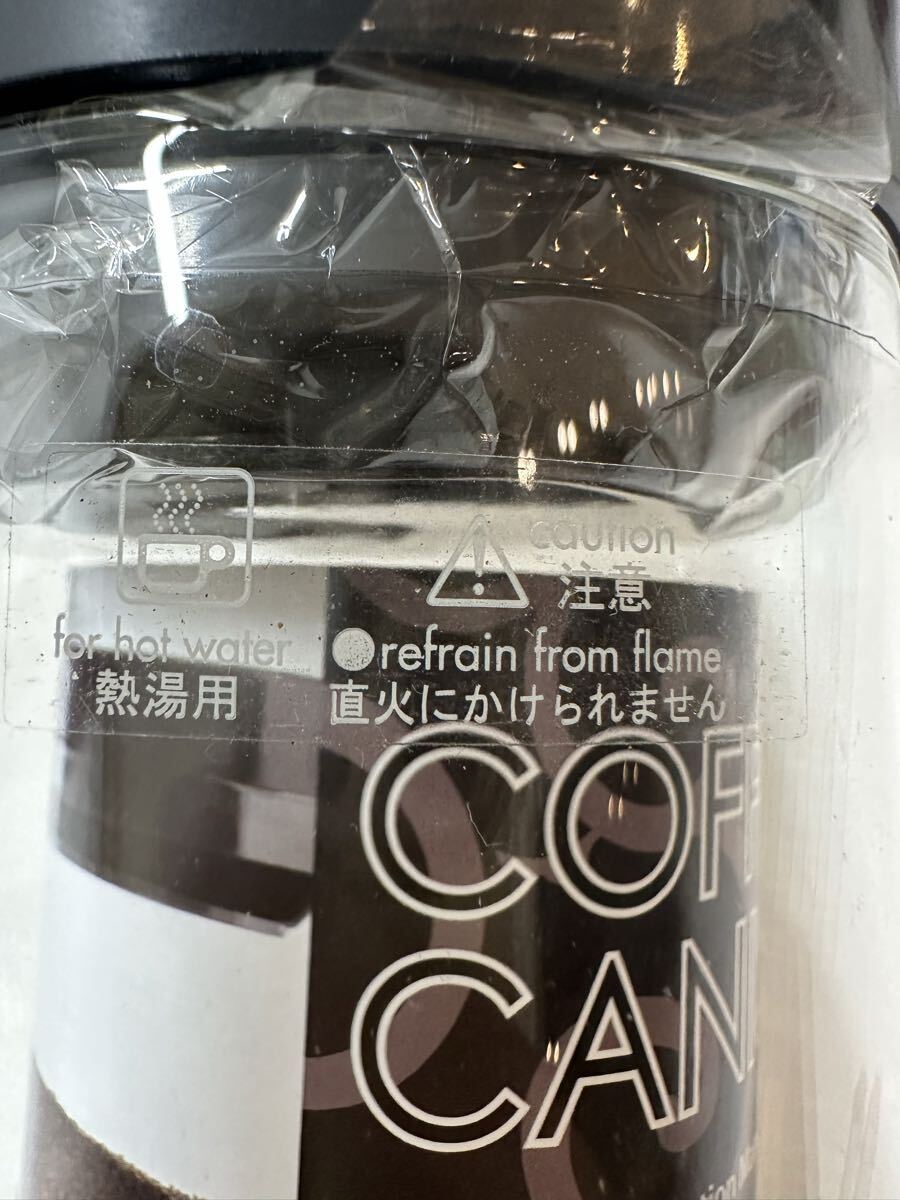 for hot water
熱湯用
caution
注意
●refrain from flame
直火にかけられません
COF
CAN